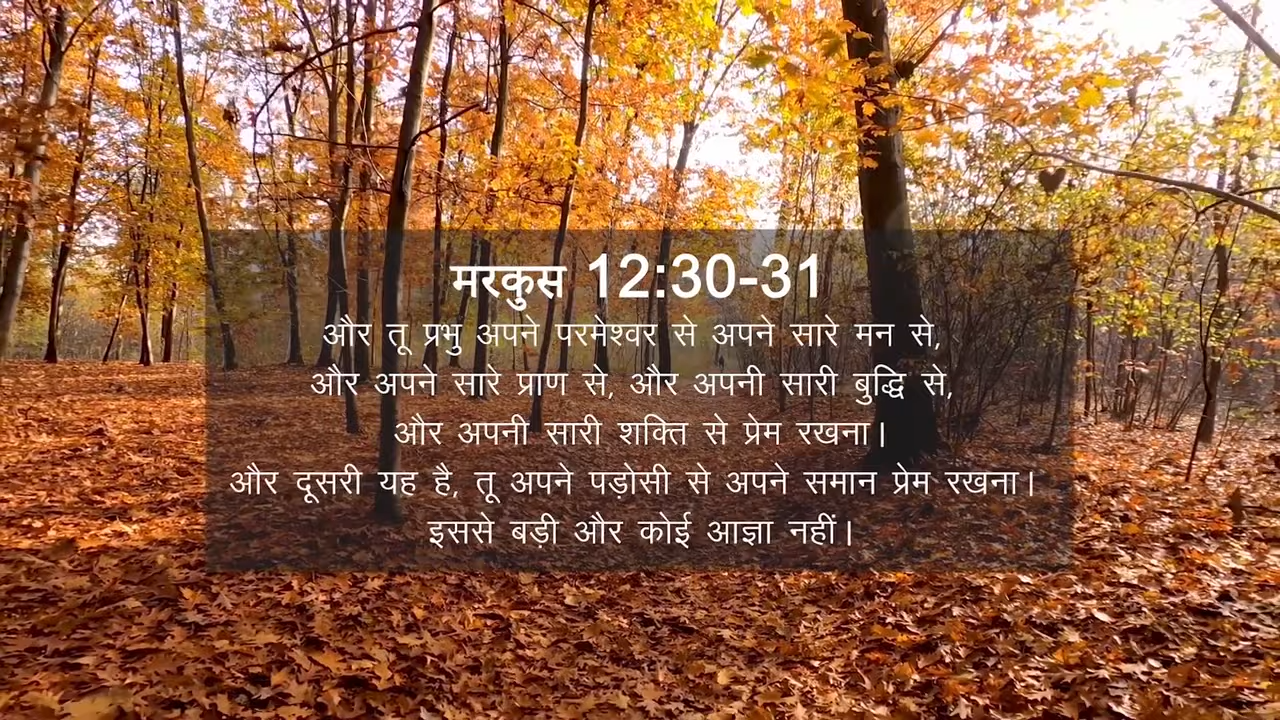 मरकुस 12:30-31
और तू प्रभु अपने परमेश्वर से अपने सारे मन से,
और अपने सारे प्राण से, और अपनी सारी बुद्धि से,
और अपनी सारी शक्ति से प्रेम रखना।
और दूसरी यह है, तू अपने पड़ोसी से अपने समान प्रेम रखना।
इससे बड़ी और कोई आज्ञा नहीं।